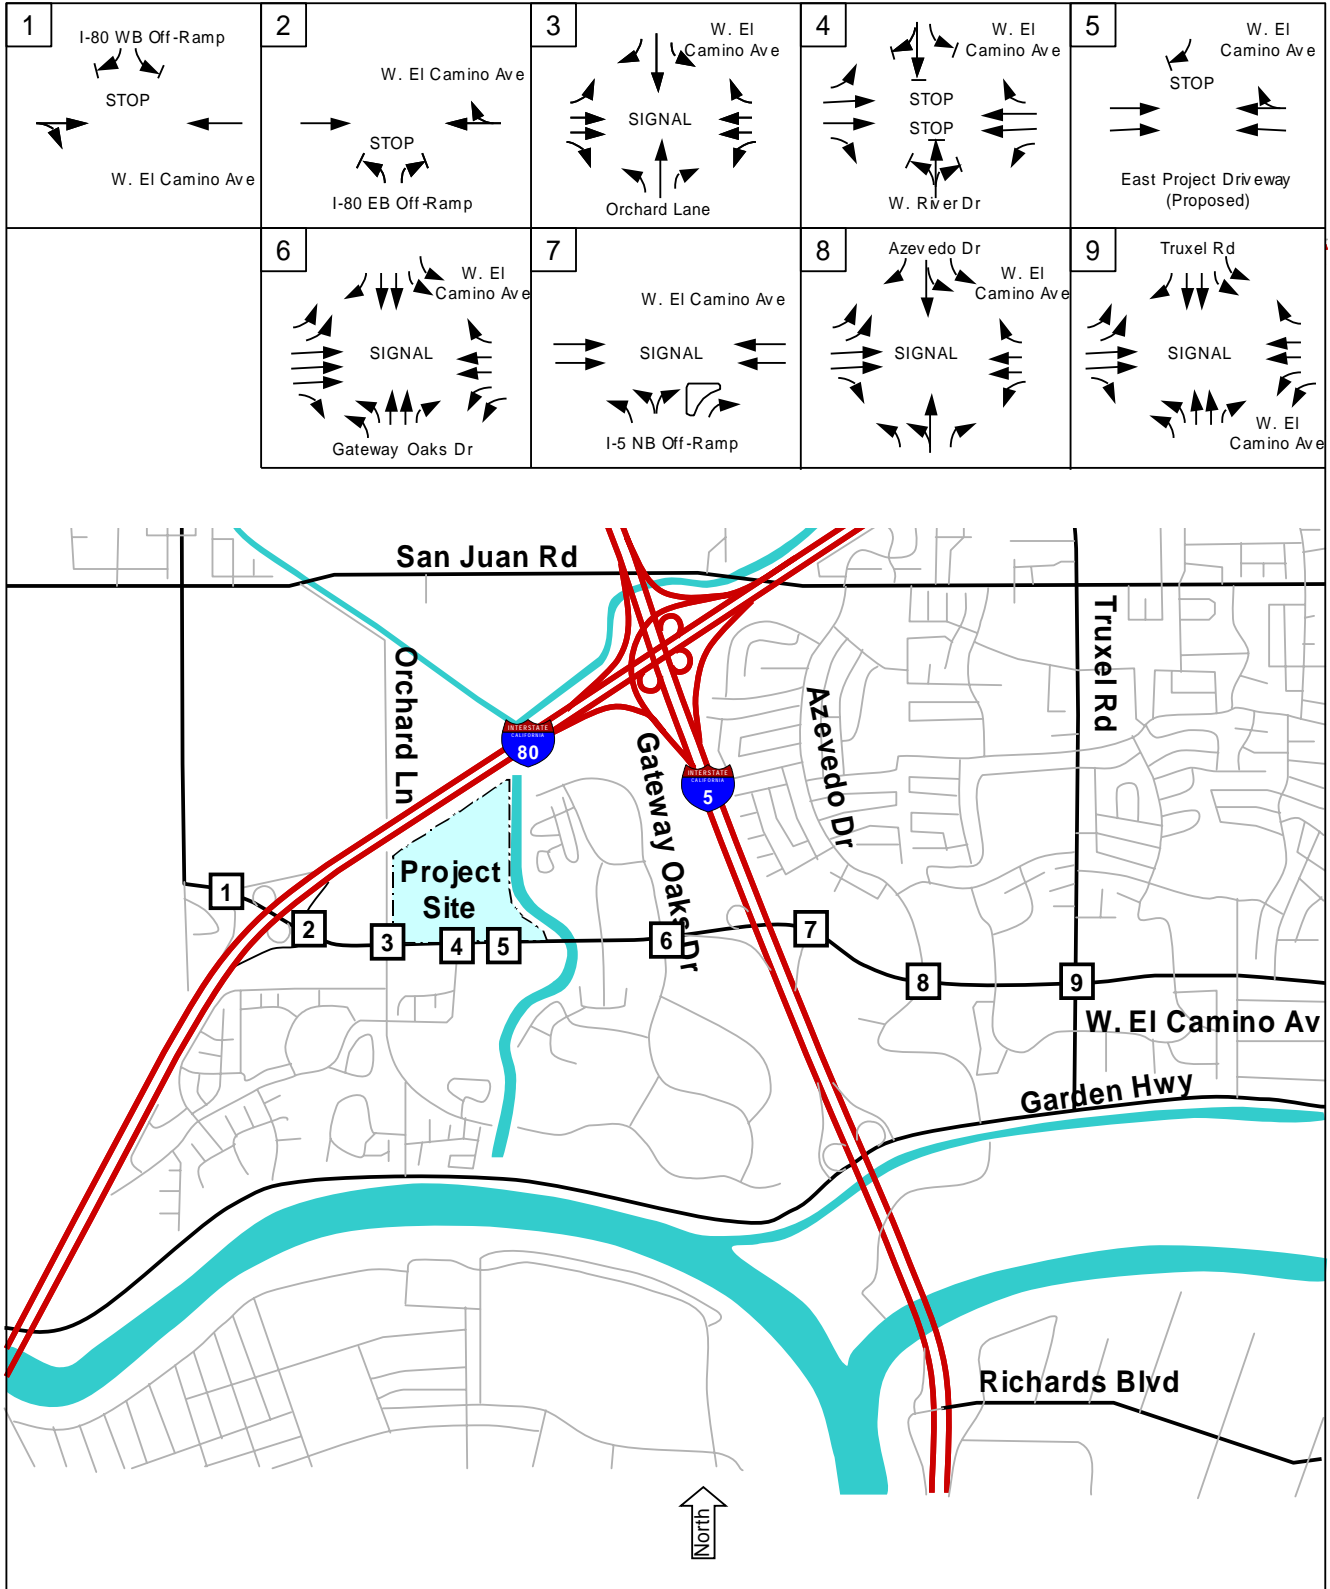 1
I-80 WB Off-Ramp
STOP
W. El Camino Ave
2
W. El Camino Ave
STOP
I-80 EB Off-Ramp
3
W. El
Camino Ave
SIGNAL
Orchard Lane
4
W. El
Camino Ave
STOP
STOP
W. River Dr
5
W. El
Camino Ave
STOP
East Project Driveway
(Proposed)
6
W. El
Camino Ave
SIGNAL
Gateway Oaks Dr
7
W. El Camino Ave
SIGNAL
I-5 NB Off-Ramp
8
Azevedo Dr
W. El
Camino Ave
SIGNAL
9
Truxel Rd
SIGNAL
W. El
Camino Ave
San Juan Rd
Orchard Ln
Truxel Rd
INTERSTATE
CALIFORNIA
80
Gateway Oaks Dr
INTERSTATE
CALIFORNIA
5
Azevedo Dr
Project
Site
1
2
3
4
5
6
7
8
9
W. El Camino Av
Garden Hwy
Richards Blvd
North